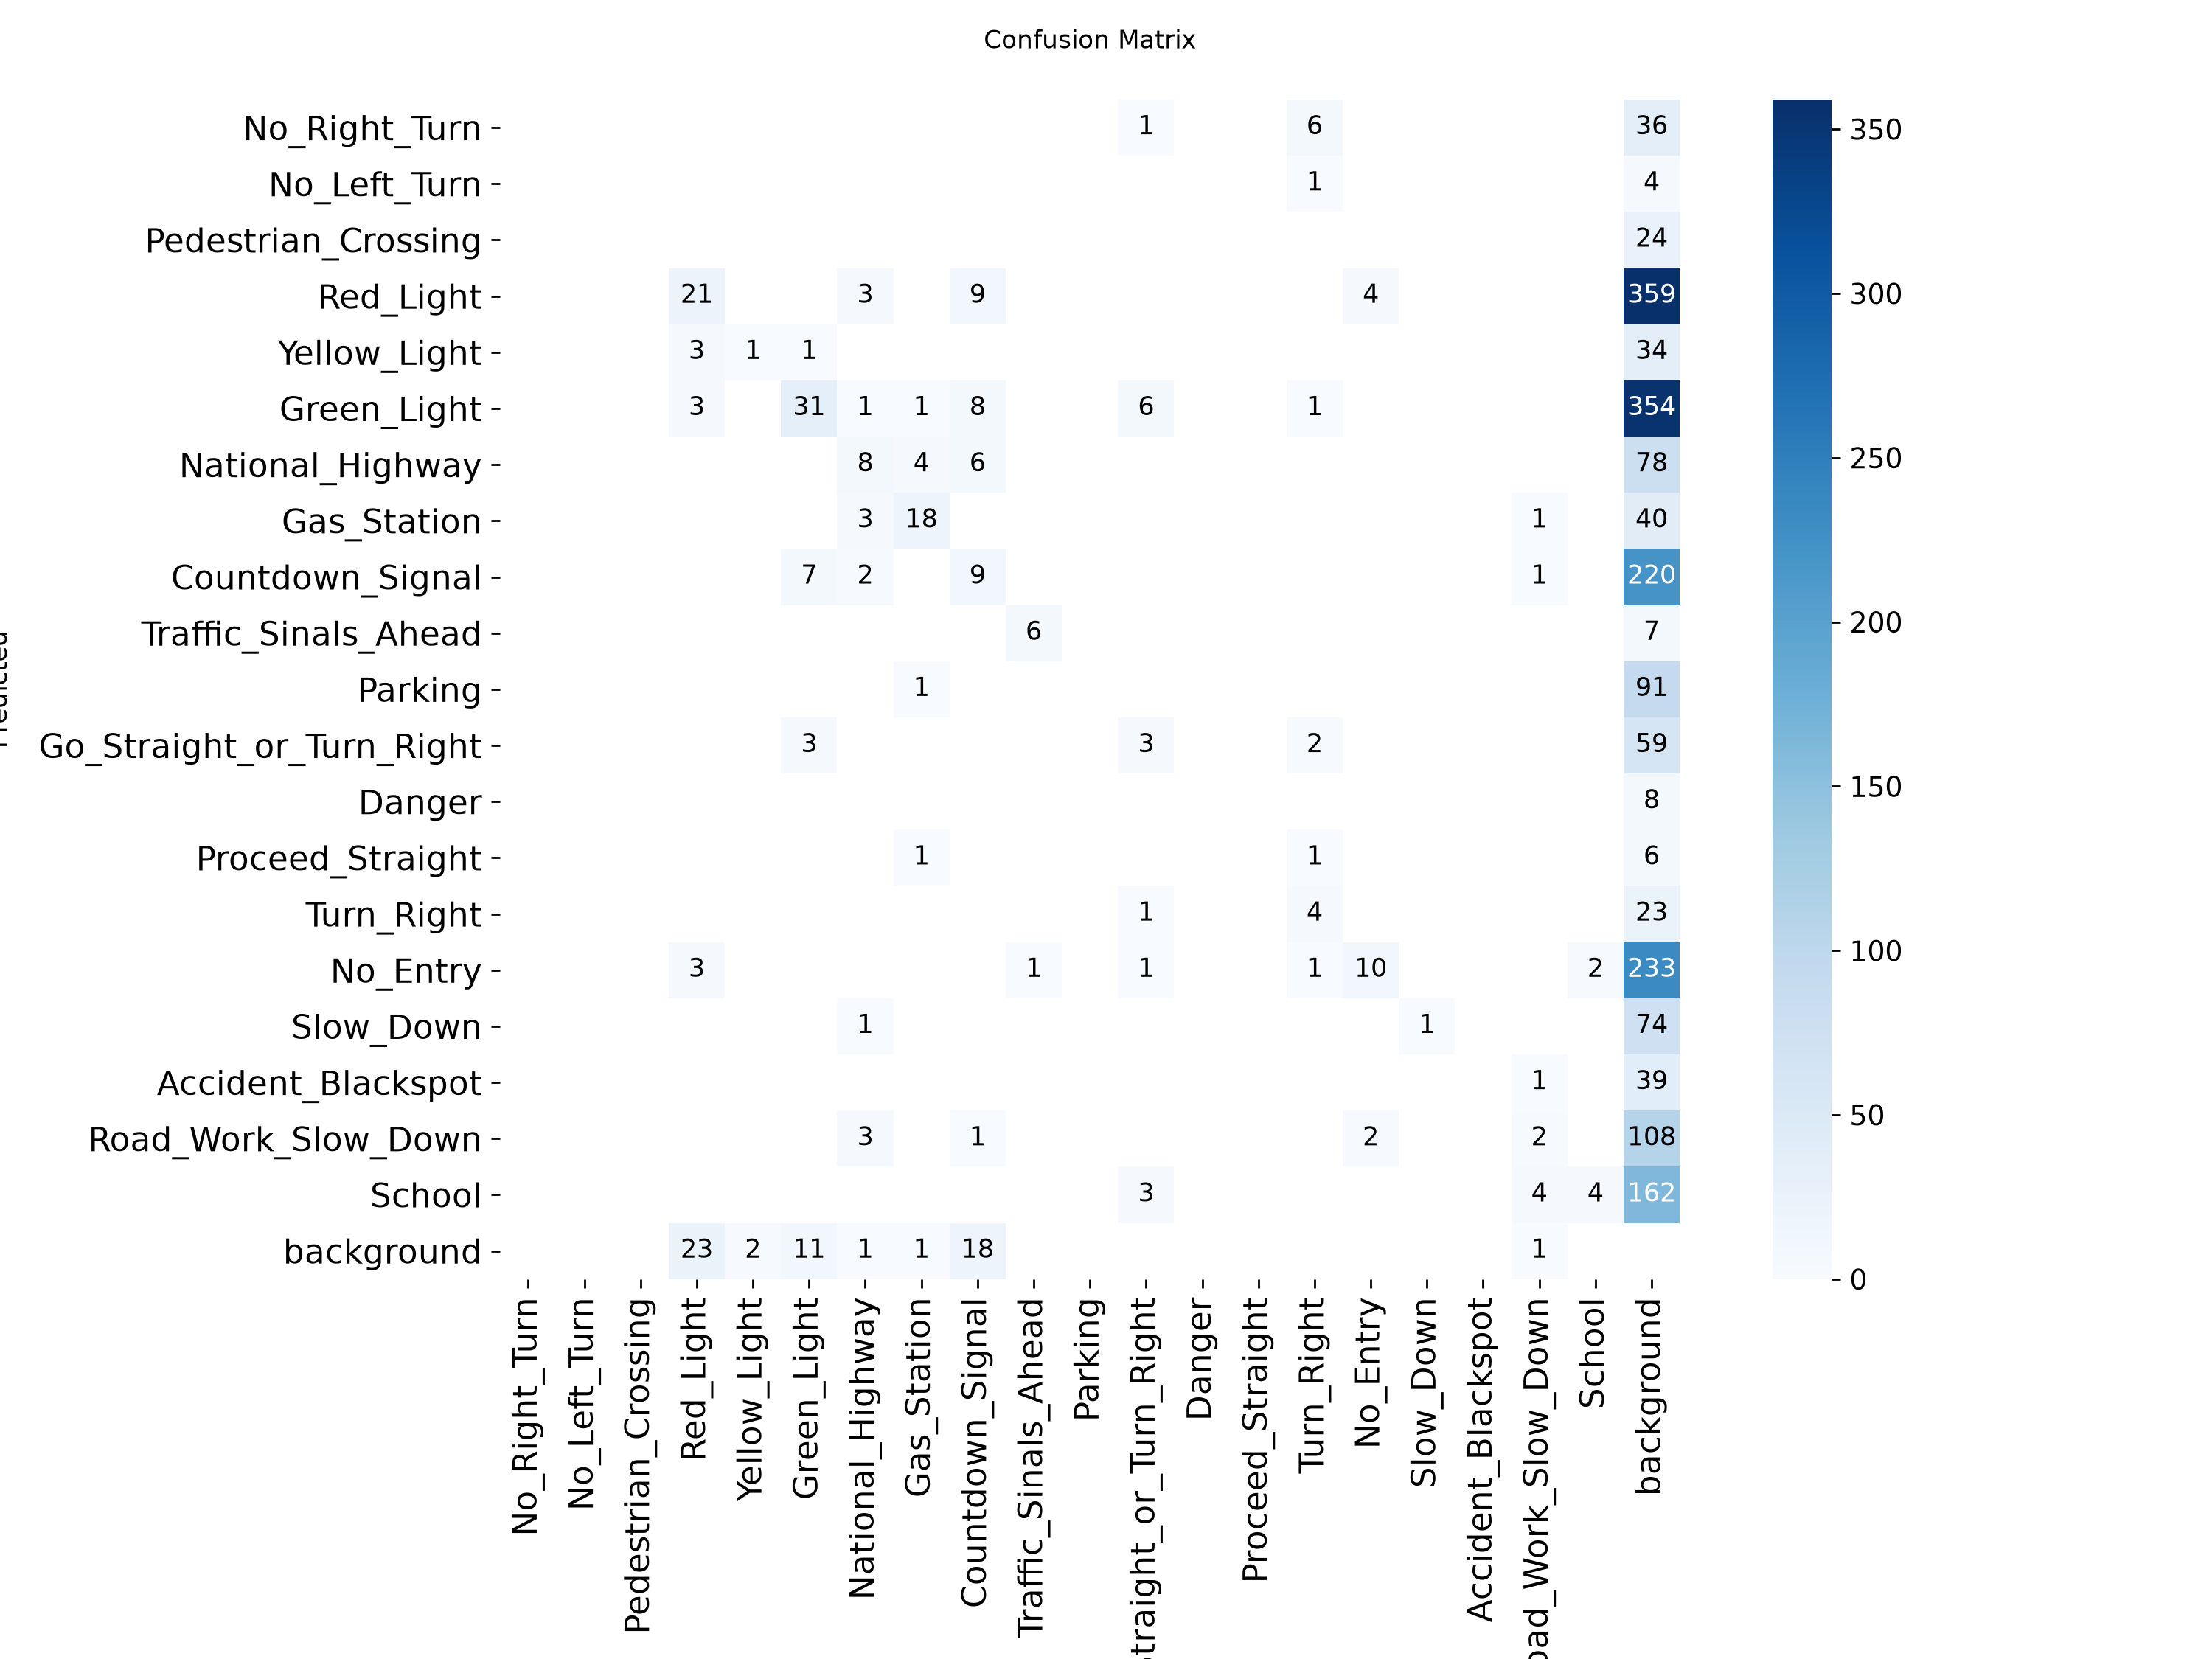 Confusion Matrix
No_Right_Turn 1 6 36 350
No_Left_Turn 1 4
Pedestrian_Crossing 24
Red_Light 21 3 9 4 359 300
Yellow_Light 3 1 1 34
Green_Light 3 31 1 1 8 6 1 354
National_Highway 8 4 6 78 250
Gas_Station 3 18 1 40
Countdown_Signal 7 2 9 1 220
Traffic_Sinals_Ahead 6 7 200
Parking 1 91
Go_Straight_or_Turn_Right 3 3 2 59
Danger 8 150
Proceed_Straight 1 1 6
Turn_Right 1 4 23
No_Entry 3 1 1 1 10 2 233 100
Slow_Down 1 1 74
Accident_Blackspot 1 39
Road_Work_Slow_Down 3 1 2 2 108 50
School 3 4 4 162
background 23 2 11 1 1 18 1 0
No_Right_Turn
No_Left_Turn
Pedestrian_Crossing
Red_Light
Yellow_Light
Green_Light
National_Highway
Gas_Station
Countdown_Signal
Traffic_Sinals_Ahead
Parking
traight_or_Turn_Right
Danger
Proceed_Straight
Turn_Right
No_Entry
Slow_Down
Accident_Blackspot
oad_Work_Slow_Down
School
background